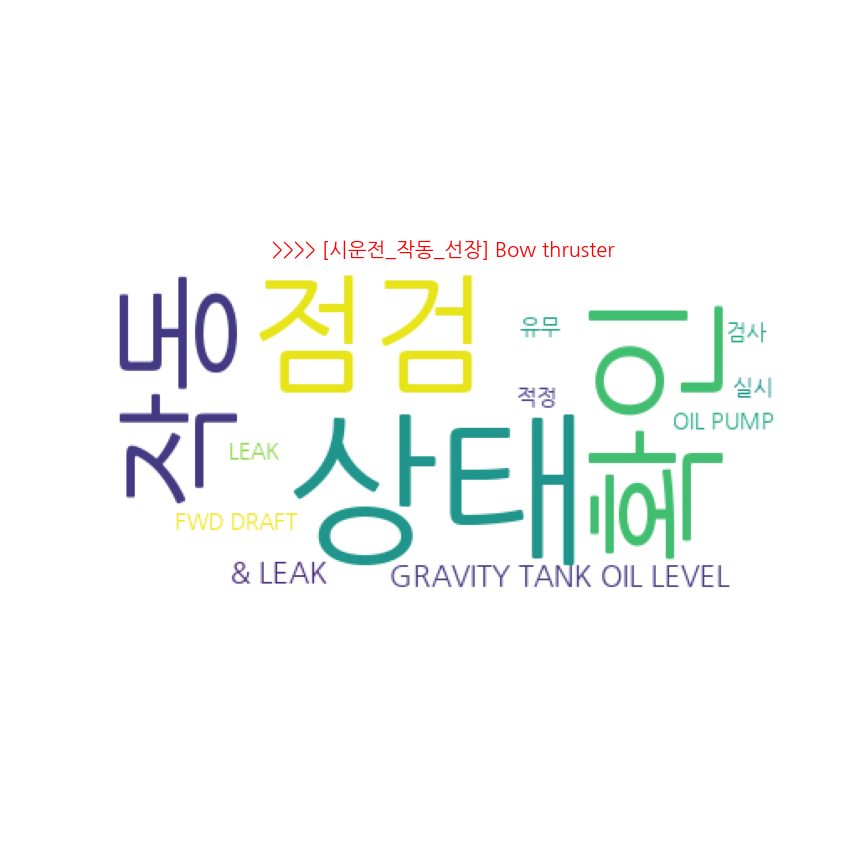 >>>> [시운전_작동_선장] Bow thruster
작동
점검
유무
확인
검사
적정
실시
OIL PUMP
LEAK
상태
FWD DRAFT
& LEAK
GRAVITY TANK OIL LEVEL